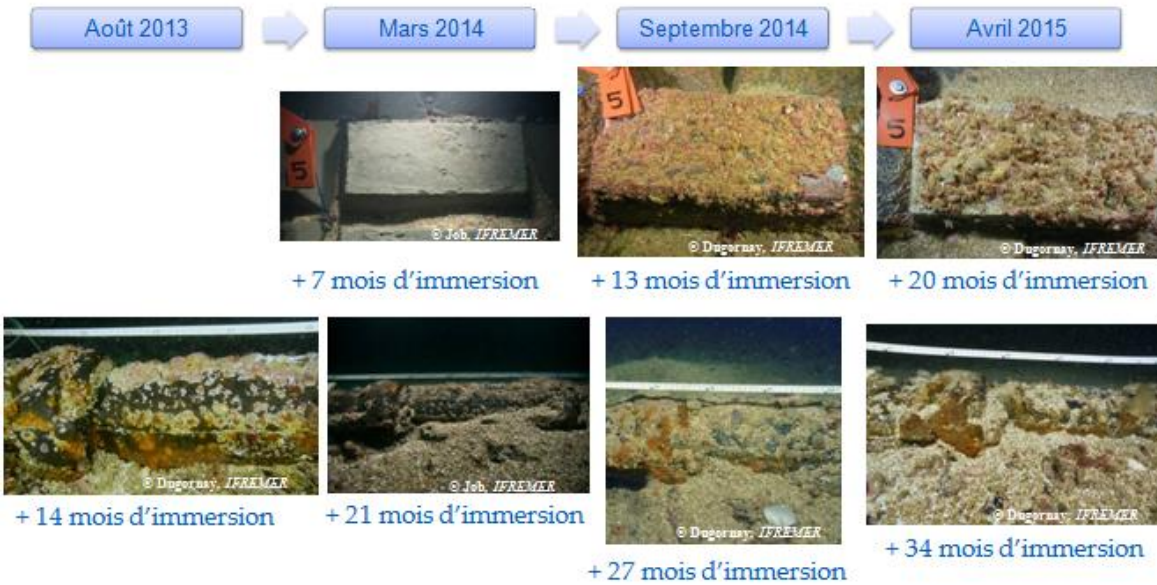 Août 2013
Mars 2014
Septembre 2014
Avril 2015
5
© Job, IFREMER
5
© Dugornay, IFREMER
5
© Dugornay, IFREMER
+ 7 mois d’immersion
+ 13 mois d’immersion
+ 20 mois d’immersion
© Dugornay, IFREMER
© Job, IFREMER
© Dugornay, IFREMER
© Dugornay, IFREMER
+ 14 mois d’immersion
+ 21 mois d’immersion
+ 27 mois d’immersion
+ 34 mois d’immersion